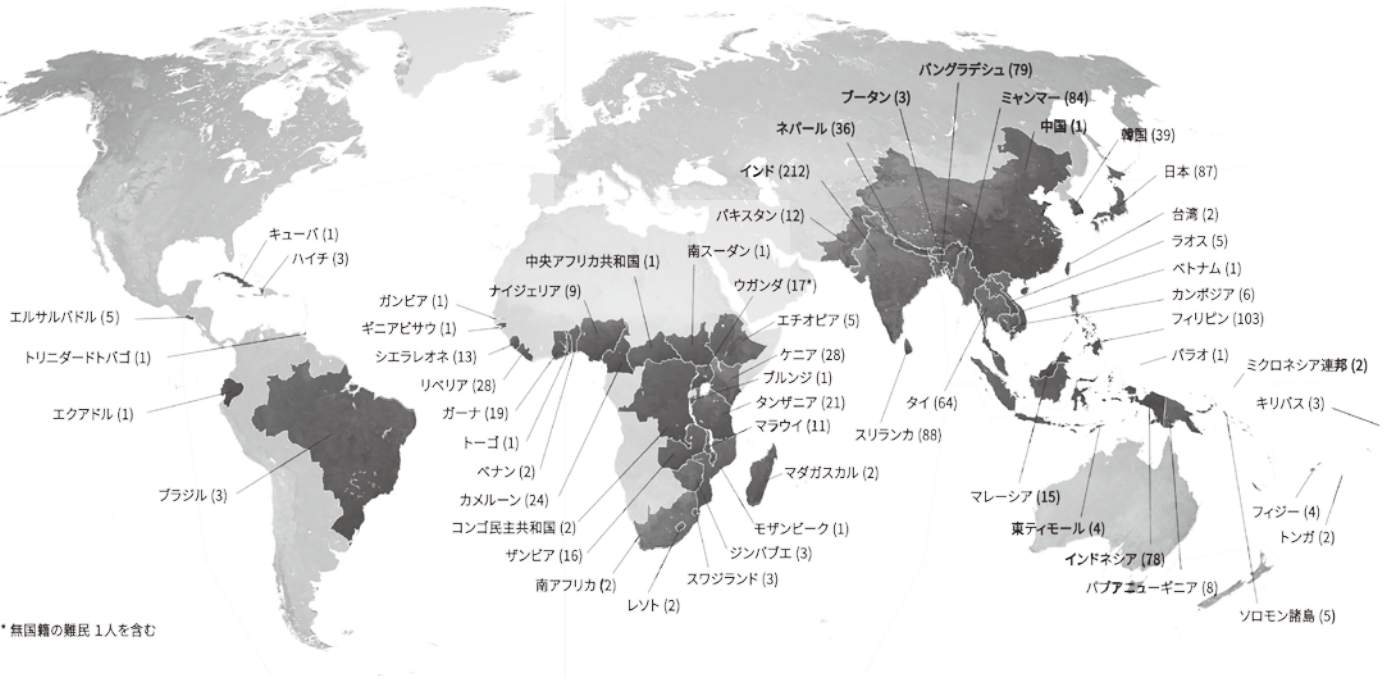 バングラデシュ (79)
ブータン (3)
ミャンマー (84)
ネパール (36)
中国 (1)
韓国 (39)
インド (212)
日本 (87)
パキスタン (12)
台湾 (2)
ラオス (5)
ベトナム (1)
カンボジア (6)
フィリピン (103)
パラオ (1)
ミクロネシア連邦 (2)
キリバス (3)
キューバ (1)
ハイチ (3)
エルサルバドル (5)
トリニダードトバゴ (1)
エクアドル (1)
ブラジル (3)
中央アフリカ共和国 (1)
南スーダン (1)
ナイジェリア (9)
ウガンダ (17*)
ガンビア (1)
ギニアビサウ (1)
エチオピア (5)
シエラレオネ (13)
ケニア (28)
リベリア (28)
ブルンジ (1)
ガーナ (19)
タンザニア (21)
トーゴ (1)
マラウイ (11)
ベナン (2)
マダガスカル (2)
カメルーン (24)
コンゴ民主共和国 (2)
モザンビーク (1)
ザンビア (16)
ジンバブエ (3)
南アフリカ (2)
スワジランド (3)
レソト (2)
タイ (64)
スリランカ (88)
マレーシア (15)
東ティモール (4)
インドネシア (78)
パプアニューギニア (8)
フィジー (4)
トンガ (2)
ソロモン諸島 (5)
* 無国籍の難民 1人を含む